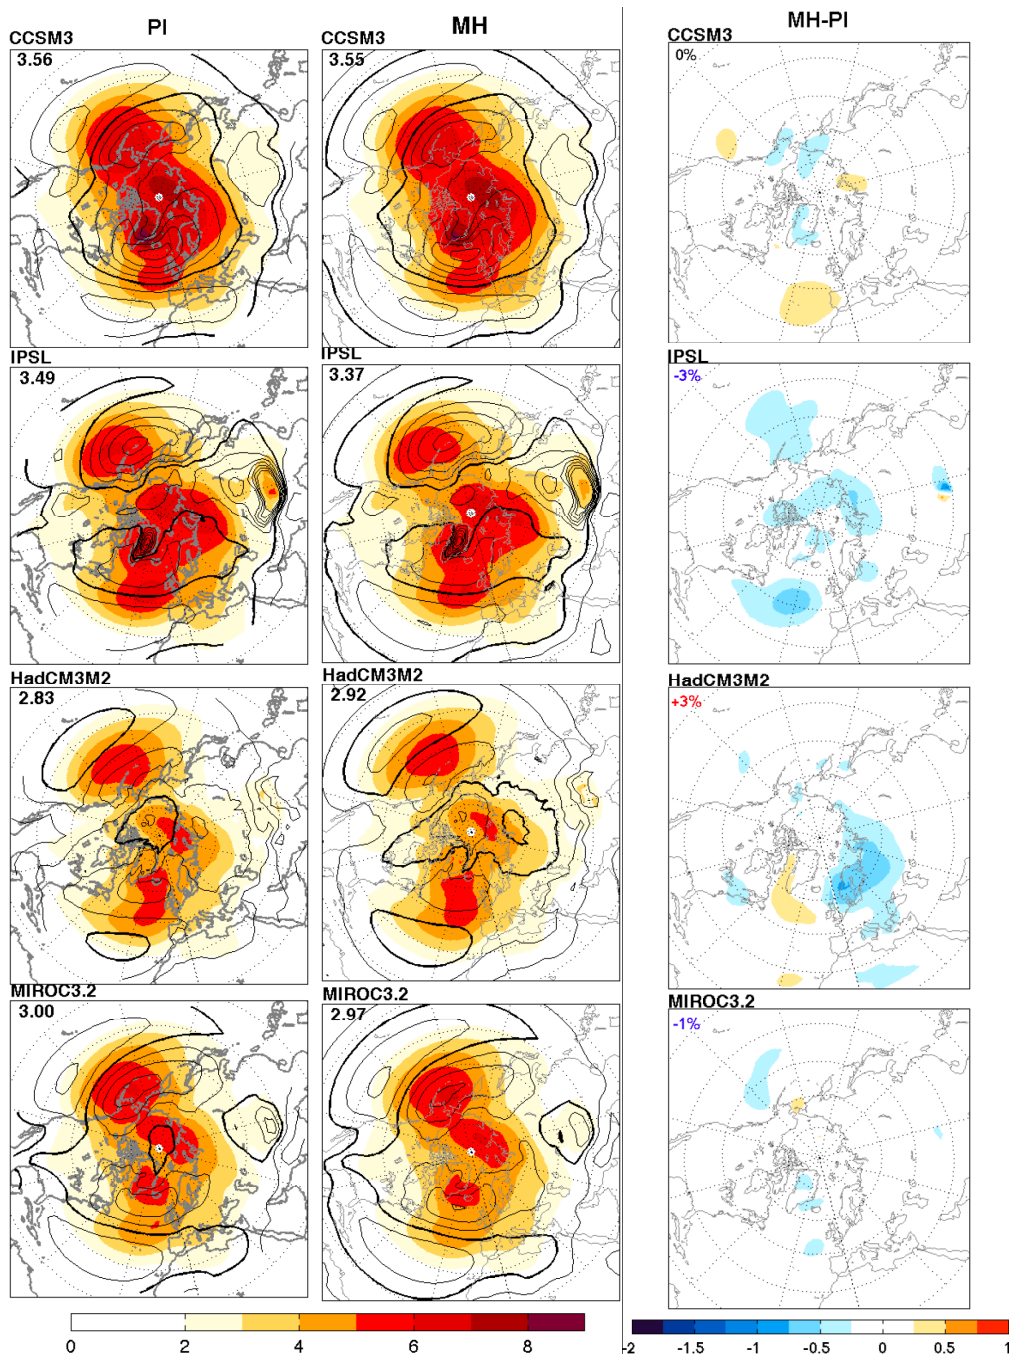 PI MH MH-PI
CCSM3 CCSM3 CCSM3
3.56 3.55 0%
IPSL IPSL IPSL
3.49 3.37 -3%
HadCM3M2 HadCM3M2 HadCM3M2
2.83 2.92 +3%
MIROC3.2 MIROC3.2 MIROC3.2
3.00 2.97 -1%
0 2 4 6 8
-2 -1.5 -1 -0.5 0 0.5 1